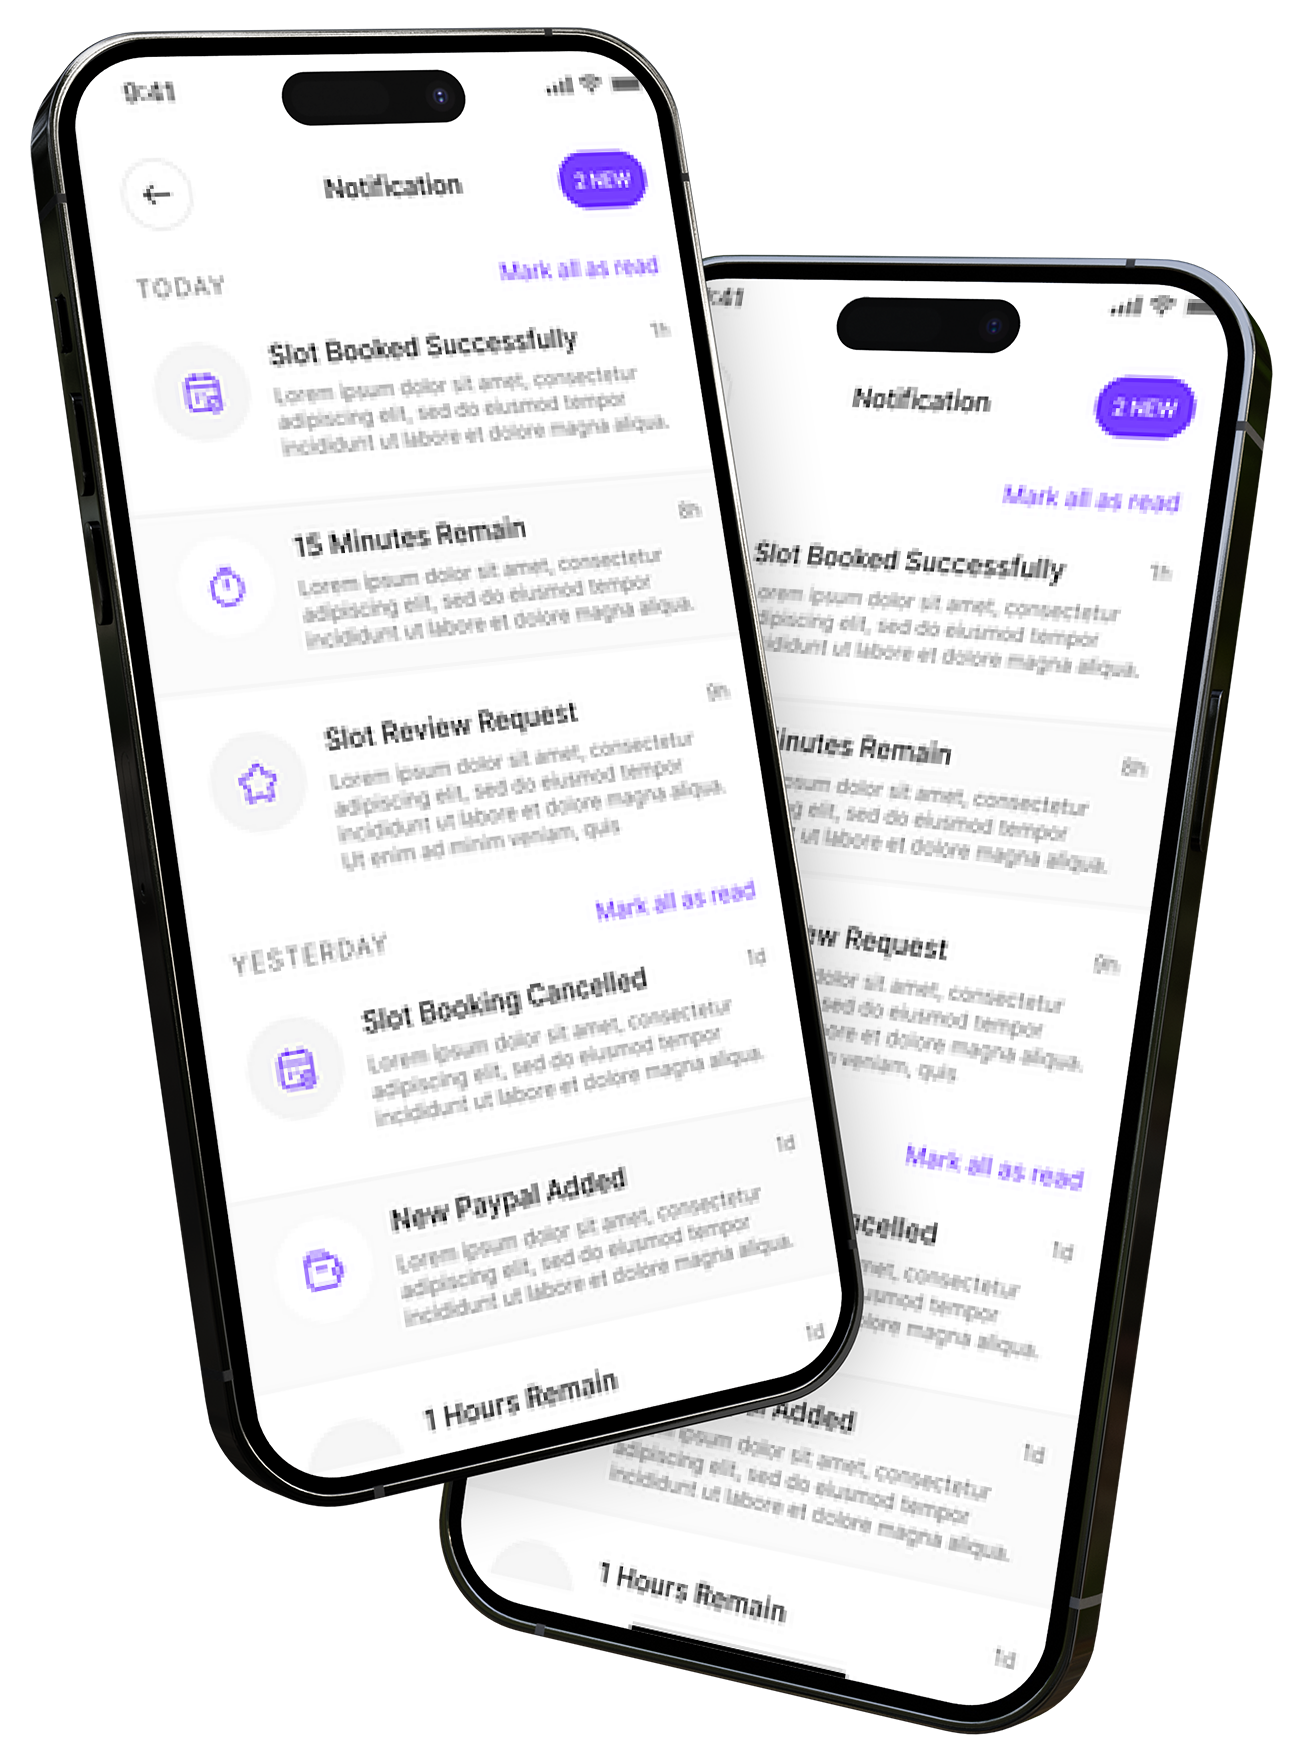 9:41
Notification
2 NEW
TODAY
Mark all as read
Slot Booked Successfully
1h
Lorem ipsum dolor sit amet, consectetur
adipiscing elit, sed do eiusmod tempor
incididunt ut labore et dolore magna aliqua.
15 Minutes Remain
8h
Lorem ipsum dolor sit amet, consectetur
adipiscing elit, sed do eiusmod tempor
incididunt ut labore et dolore magna aliqua.
Slot Review Request
9h
Lorem ipsum dolor sit amet, consectetur
adipiscing elit, sed do eiusmod tempor
incididunt ut labore et dolore magna aliqua.
Ut enim ad minim veniam, quis
Mark all as read
YESTERDAY
Slot Booking Cancelled
1d
Lorem ipsum dolor sit amet, consectetur
adipiscing elit, sed do eiusmod tempor
incididunt ut labore et dolore magna aliqua.
New Paypal Added
1d
Lorem ipsum dolor sit amet, consectetur
adipiscing elit, sed do eiusmod tempor
incididunt ut labore et dolore magna aliqua.
1 Hours Remain
1d
:41
Notification
2 NEW
Mark all as read
Slot Booked Successfully
1h
orem ipsum dolor sit amet, consectetur
ipiscing elit, sed do eiusmod tempor
ididunt ut labore et dolore magna aliqua.
inutes Remain
8h
psum dolor sit amet, consectetur
g elit, sed do eiusmod tempor
t ut labore et dolore magna aliqua.
ew Request
9h
olor sit amet, consectetur
sed do eiusmod tempor
ore et dolore magna aliqua.
veniam, quis
Mark all as read
ncelled
1d
met, consectetur
usmod tempor
olore magna aliqua.
Added
1d
ipsum dolor sit amet, consectetur
adipiscing elit, sed do eiusmod tempor
incididunt ut labore et dolore magna aliqua.
1 Hours Remain
1d